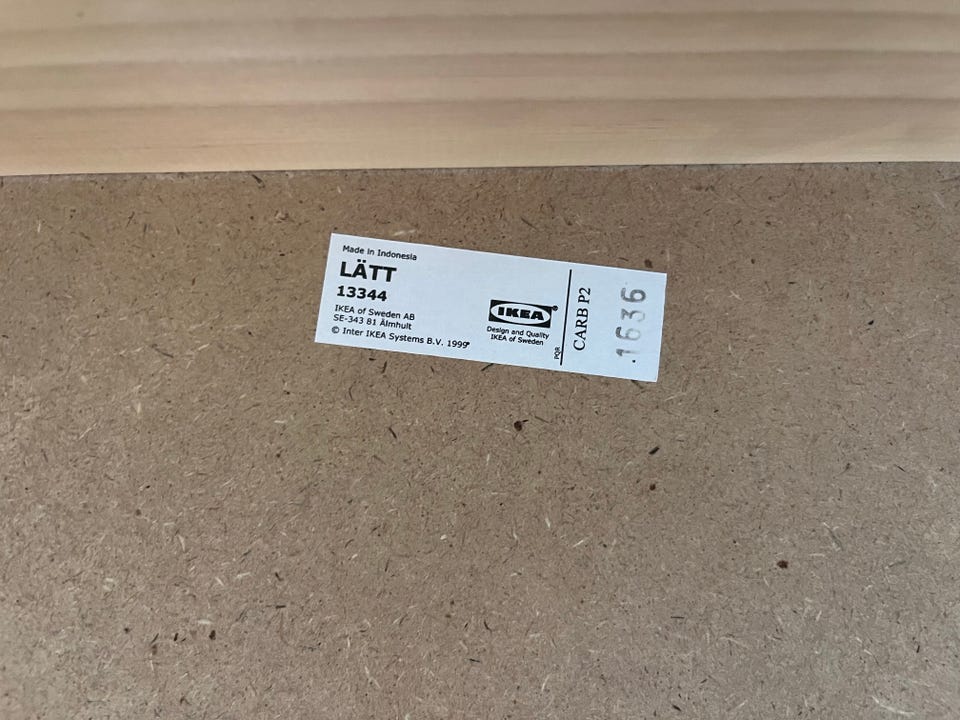 Made in Indonesia
LÄTT
13344
IKEA of Sweden AB
SE-343 81 Älmhult
© Inter IKEA Systems B.V. 1999
IKEA®
Design and Quality
IKEA of Sweden
PQR
CARB P2
1636